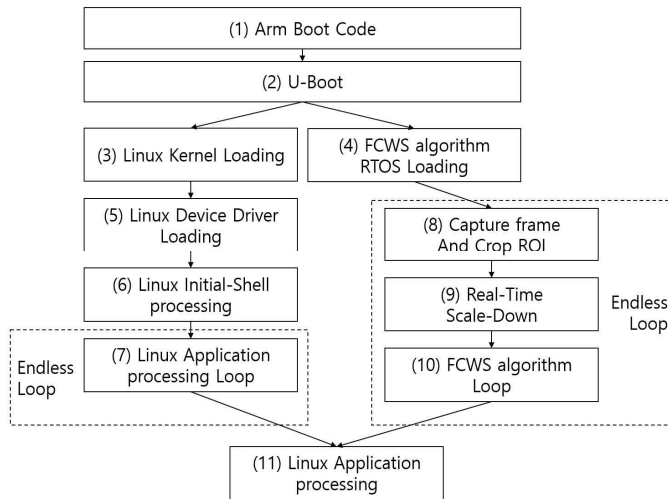 (1) Arm Boot Code
(2) U-Boot
(3) Linux Kernel Loading
(4) FCWS algorithm
RTOS Loading
(5) Linux Device Driver
Loading
(8) Capture frame
And Crop ROI
(6) Linux Initial-Shell
processing
(9) Real-Time
Scale-Down
Endless
Loop
(7) Linux Application
processing Loop
Endless
Loop
(10) FCWS algorithm
Loop
(11) Linux Application
processing